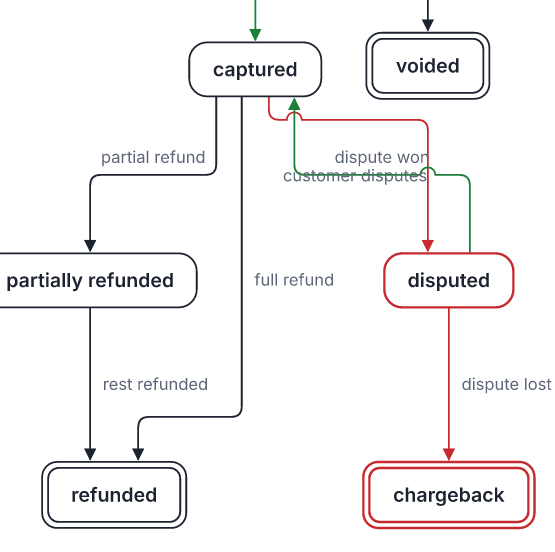 captured
voided
partial refund
dispute won
customer disputes
partially refunded
full refund
disputed
rest refunded
dispute lost
refunded
chargeback